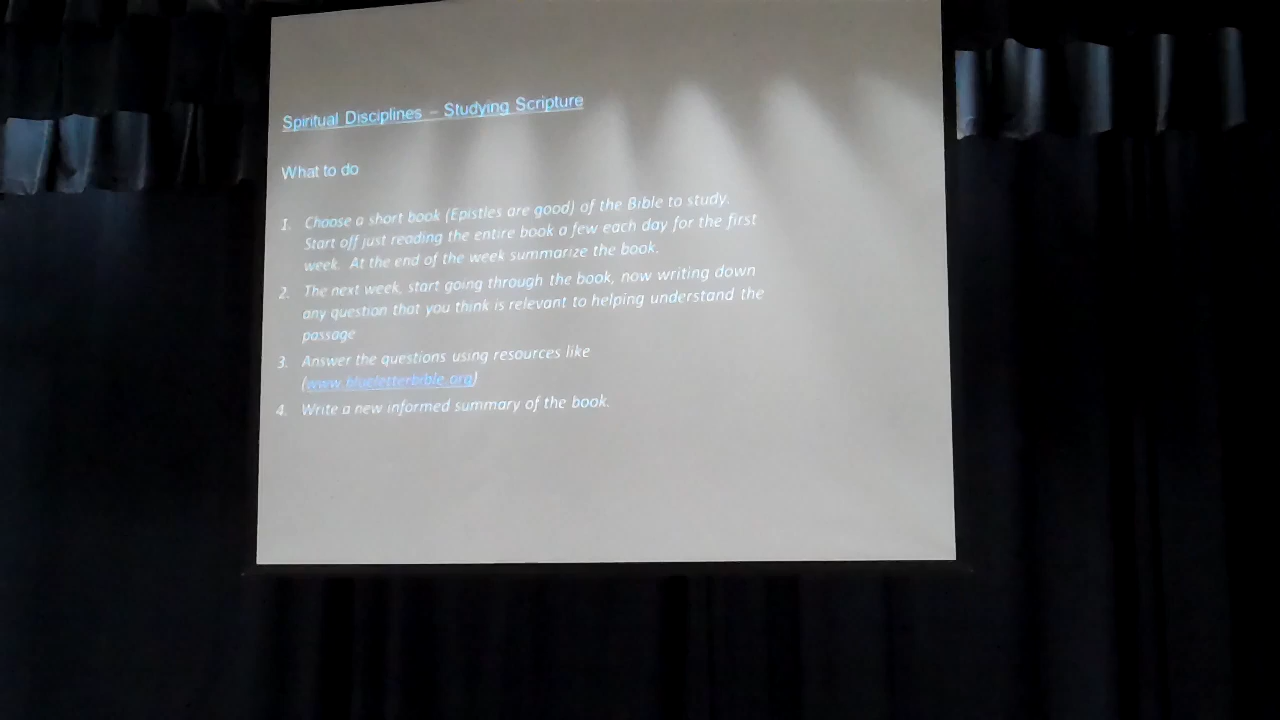 Spiritual Disciplines – Studying Scripture
What to do
1. Choose a short book (Epistles are good) of the Bible to study.
Start off just reading the entire book a few each day for the first
week. At the end of the week summarize the book.
2. The next week, start going through the book, now writing down
any question that you think is relevant to helping understand the
passage
3. Answer the questions using resources like
(www.blueletterbible.org)
4. Write a new informed summary of the book.